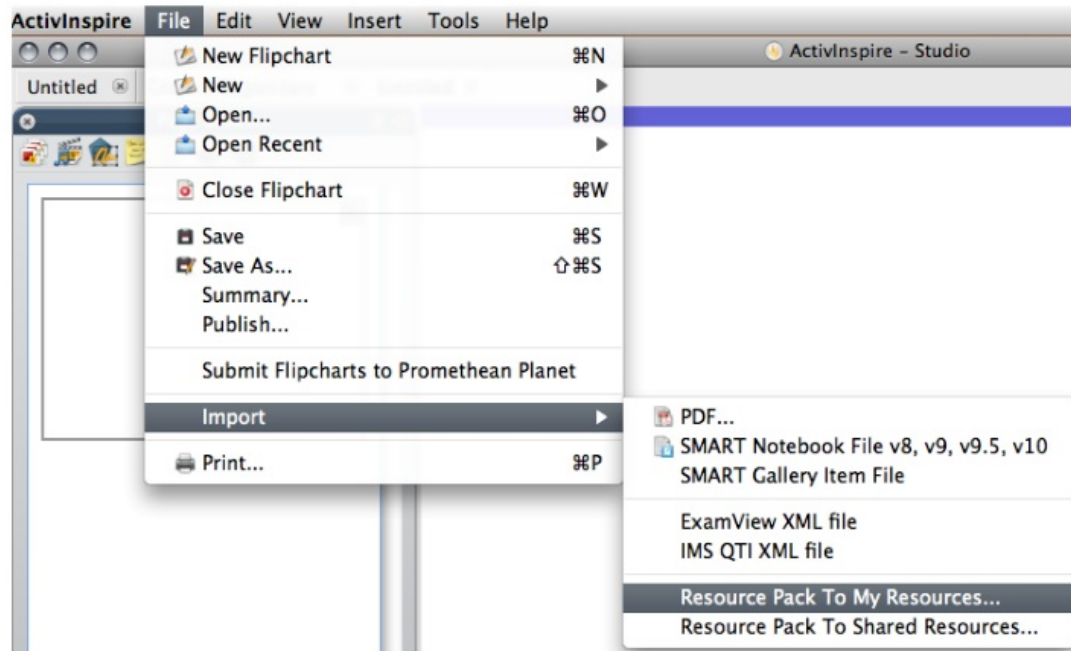 ActivInspire File Edit View Insert Tools Help
ActivInspire – Studio
Untitled
New Flipchart ⌘N
New
Open... ⌘O
Open Recent
Close Flipchart ⌘W
Save ⌘S
Save As... ⇧⌘S
Summary...
Publish...
Submit Flipcharts to Promethean Planet
Import
Print... ⌘P
PDF...
SMART Notebook File v8, v9, v9.5, v10
SMART Gallery Item File
ExamView XML file
IMS QTI XML file
Resource Pack To My Resources...
Resource Pack To Shared Resources...